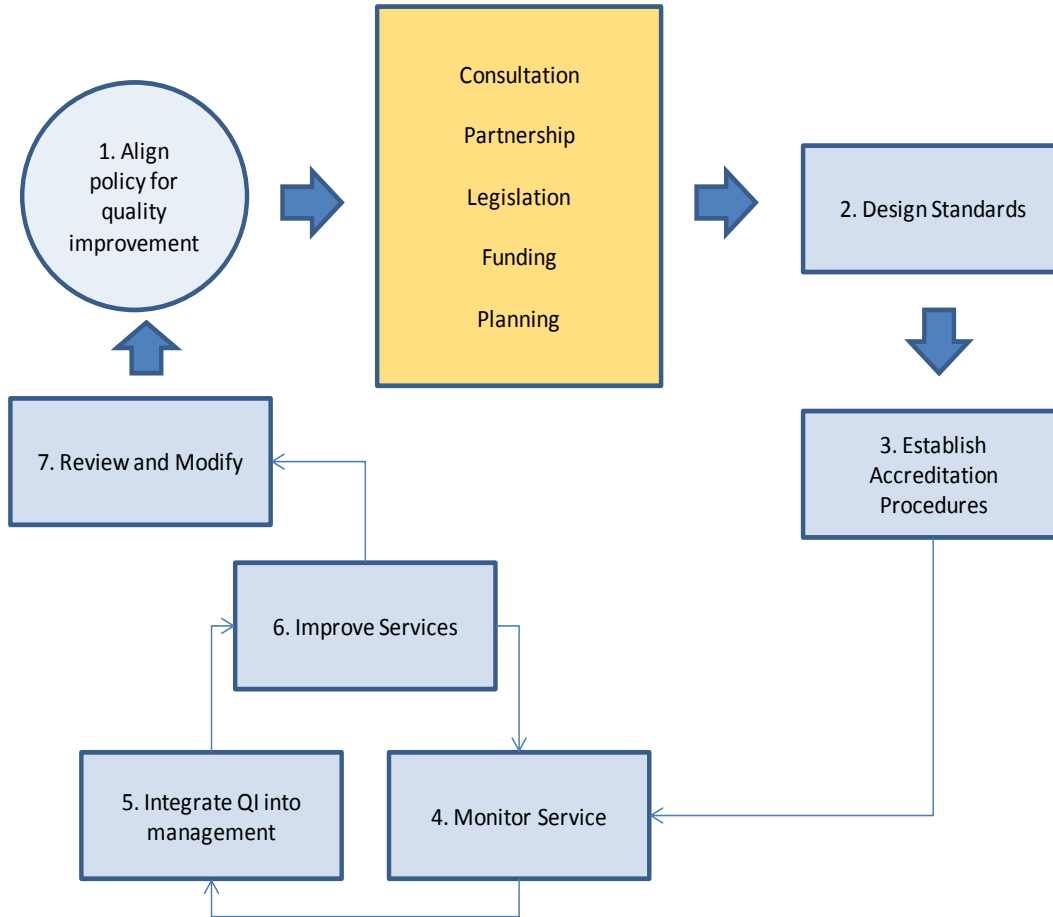 1. Align
policy for
quality
improvement
Consultation
Partnership
Legislation
Funding
Planning
2. Design Standards
3. Establish
Accreditation
Procedures
7. Review and Modify
6. Improve Services
5. Integrate QI into
management
4. Monitor Service